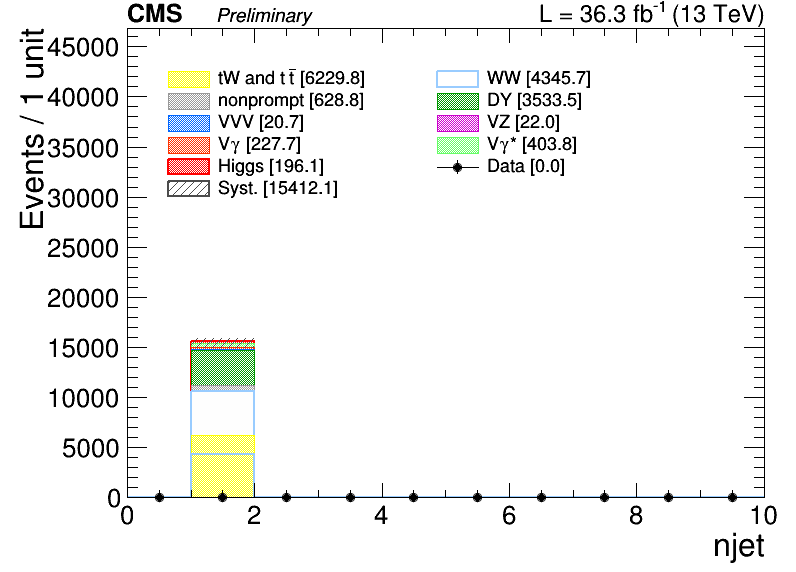 CMS Preliminary L = 36.3 fb⁻¹ (13 TeV)
Events / 1 unit
45000
40000
35000
30000
25000
20000
15000
10000
5000
0
tW and tt̅ [6229.8]
WW [4345.7]
nonprompt [628.8]
DY [3533.5]
VVV [20.7]
VZ [22.0]
Vγ [227.7]
Vγ* [403.8]
Higgs [196.1]
Data [0.0]
Syst. [15412.1]
0 2 4 6 8 10
njet